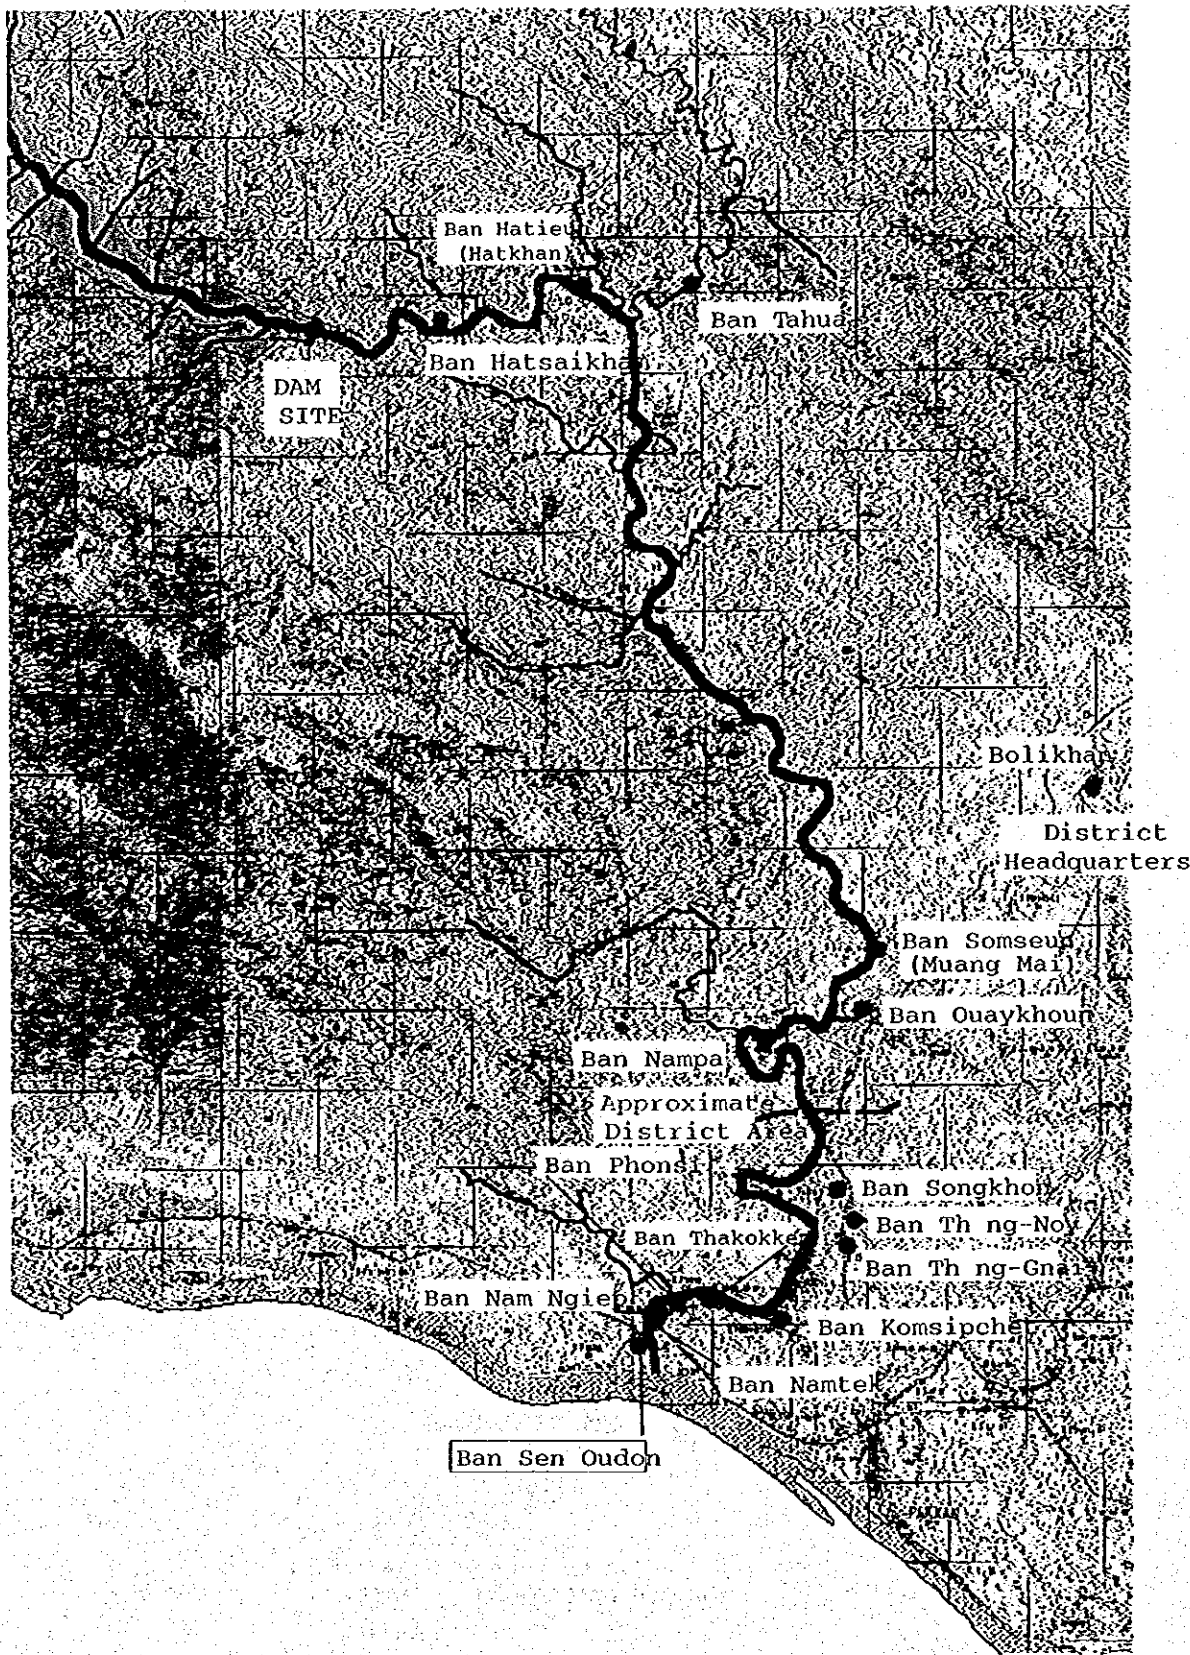 Ban Hatieu
(Hatkhan)
Ban Tahua
Ban Hatsaikhan
DAM
SITE
Bolikhan
District
Headquarters
Ban Somseun
(Muang Mai)
Ban Ouaykhoun
Ban Nampa
Approximate
District Are
Ban Phonsi
Ban Songkhon
Ban Th ng-Noy
Ban Thakokke
Ban Th ng-Gnai
Ban Nam Ngiep
Ban Komsipche
Ban Namtek
Ban Sen Oudon